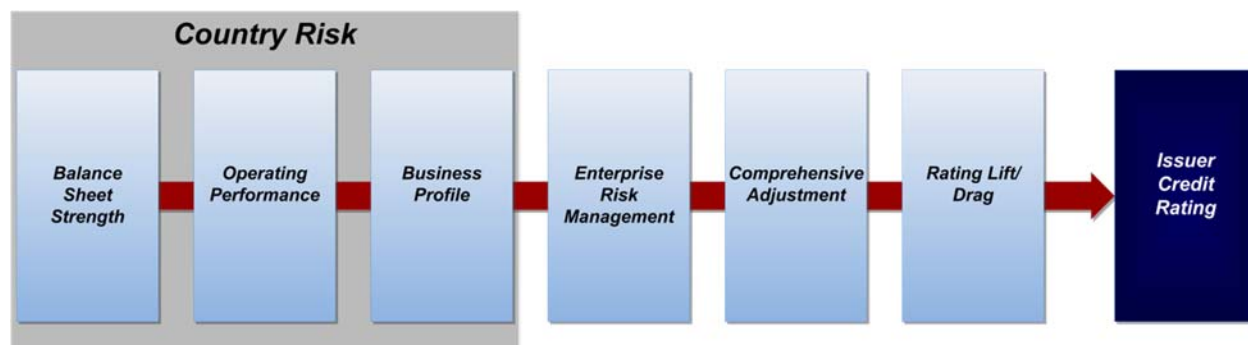 Country Risk
Balance
Sheet
Strength
Operating
Performance
Business
Profile
Enterprise
Risk
Management
Comprehensive
Adjustment
Rating Lift/
Drag
Issuer
Credit
Rating